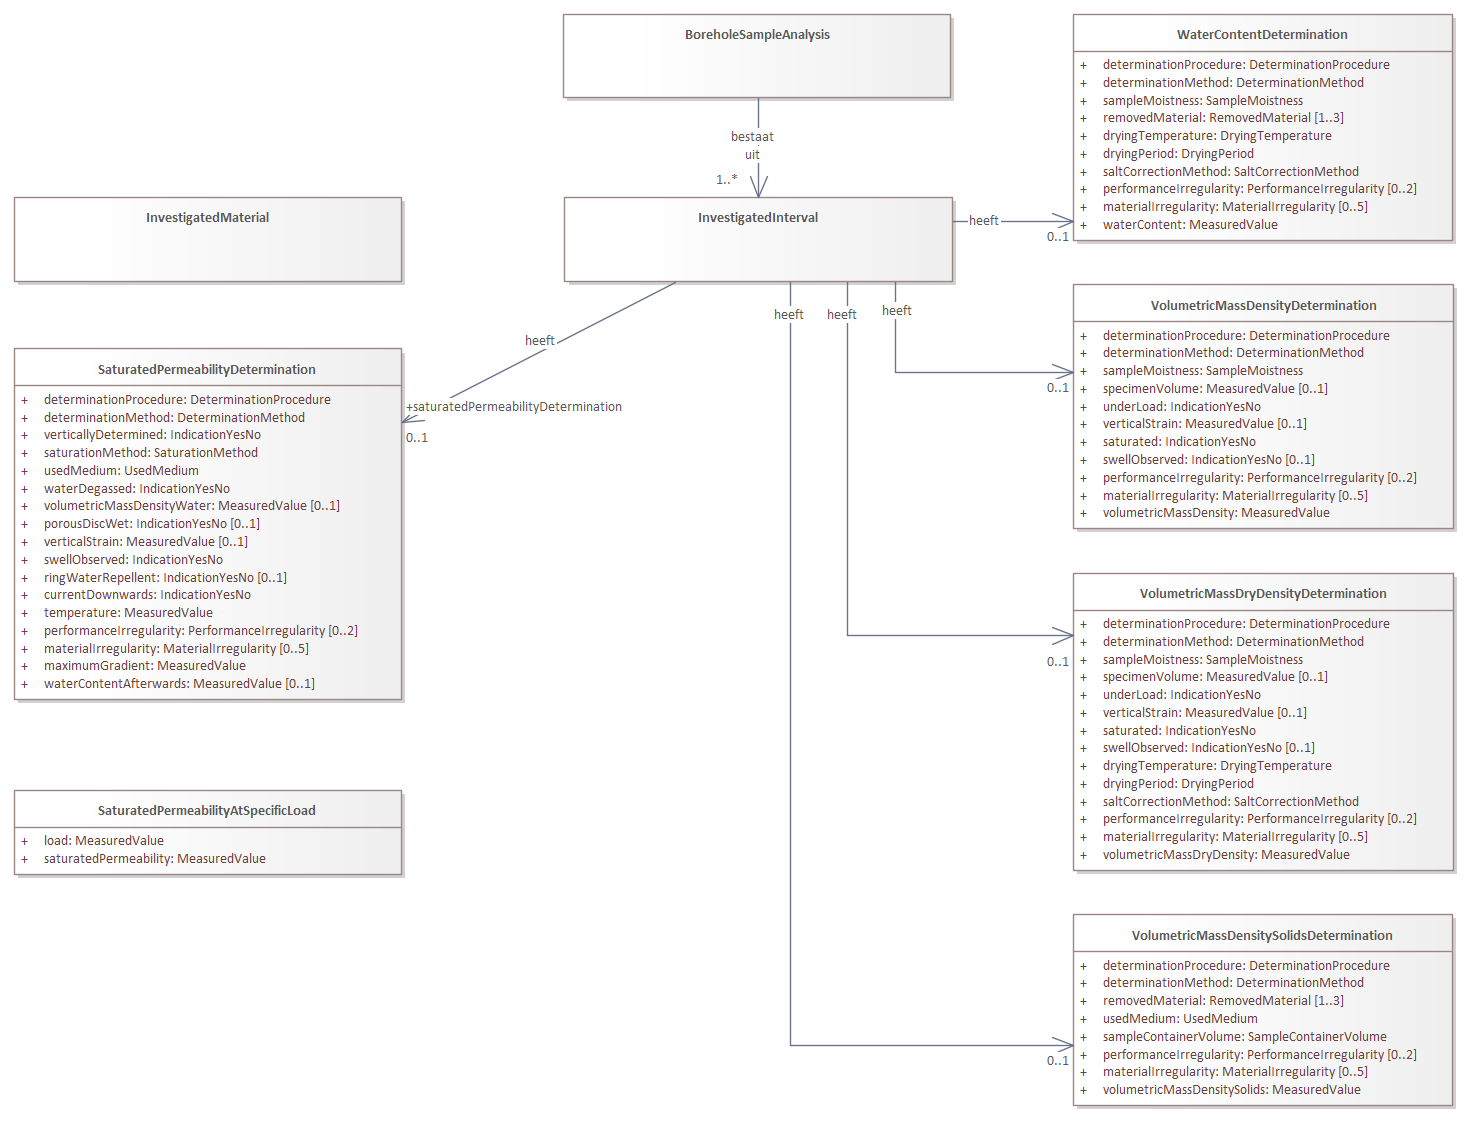 BoreholeSampleAnalysis
bestaat
uit
1..*
InvestigatedInterval
InvestigatedMaterial
heeft
+saturatedPermeabilityDetermination
0..1
SaturatedPermeabilityDetermination
+ determinationProcedure: DeterminationProcedure
+ determinationMethod: DeterminationMethod
+ verticallyDetermined: IndicationYesNo
+ saturationMethod: SaturationMethod
+ usedMedium: UsedMedium
+ waterDegassed: IndicationYesNo
+ volumetricMassDensityWater: MeasuredValue [0..1]
+ porousDiscWet: IndicationYesNo [0..1]
+ verticalStrain: MeasuredValue [0..1]
+ swellObserved: IndicationYesNo
+ ringWaterRepellent: IndicationYesNo [0..1]
+ currentDownwards: IndicationYesNo
+ temperature: MeasuredValue
+ performanceIrregularity: PerformanceIrregularity [0..2]
+ materialIrregularity: MaterialIrregularity [0..5]
+ maximumGradient: MeasuredValue
+ waterContentAfterwards: MeasuredValue [0..1]
SaturatedPermeabilityAtSpecificLoad
+ load: MeasuredValue
+ saturatedPermeability: MeasuredValue
heeft
0..1
WaterContentDetermination
+ determinationProcedure: DeterminationProcedure
+ determinationMethod: DeterminationMethod
+ sampleMoistness: SampleMoistness
+ removedMaterial: RemovedMaterial [1..3]
+ dryingTemperature: DryingTemperature
+ dryingPeriod: DryingPeriod
+ saltCorrectionMethod: SaltCorrectionMethod
+ performanceIrregularity: PerformanceIrregularity [0..2]
+ materialIrregularity: MaterialIrregularity [0..5]
+ waterContent: MeasuredValue
heeft
0..1
VolumetricMassDensityDetermination
+ determinationProcedure: DeterminationProcedure
+ determinationMethod: DeterminationMethod
+ sampleMoistness: SampleMoistness
+ specimenVolume: MeasuredValue [0..1]
+ underLoad: IndicationYesNo
+ verticalStrain: MeasuredValue [0..1]
+ saturated: IndicationYesNo
+ swellObserved: IndicationYesNo [0..1]
+ performanceIrregularity: PerformanceIrregularity [0..2]
+ materialIrregularity: MaterialIrregularity [0..5]
+ volumetricMassDensity: MeasuredValue
heeft
0..1
VolumetricMassDryDensityDetermination
+ determinationProcedure: DeterminationProcedure
+ determinationMethod: DeterminationMethod
+ sampleMoistness: SampleMoistness
+ specimenVolume: MeasuredValue [0..1]
+ underLoad: IndicationYesNo
+ verticalStrain: MeasuredValue [0..1]
+ saturated: IndicationYesNo
+ swellObserved: IndicationYesNo [0..1]
+ dryingTemperature: DryingTemperature
+ dryingPeriod: DryingPeriod
+ saltCorrectionMethod: SaltCorrectionMethod
+ performanceIrregularity: PerformanceIrregularity [0..2]
+ materialIrregularity: MaterialIrregularity [0..5]
+ volumetricMassDryDensity: MeasuredValue
heeft
0..1
VolumetricMassDensitySolidsDetermination
+ determinationProcedure: DeterminationProcedure
+ determinationMethod: DeterminationMethod
+ removedMaterial: RemovedMaterial [1..3]
+ usedMedium: UsedMedium
+ sampleContainerVolume: SampleContainerVolume
+ performanceIrregularity: PerformanceIrregularity [0..2]
+ materialIrregularity: MaterialIrregularity [0..5]
+ volumetricMassDensitySolids: MeasuredValue